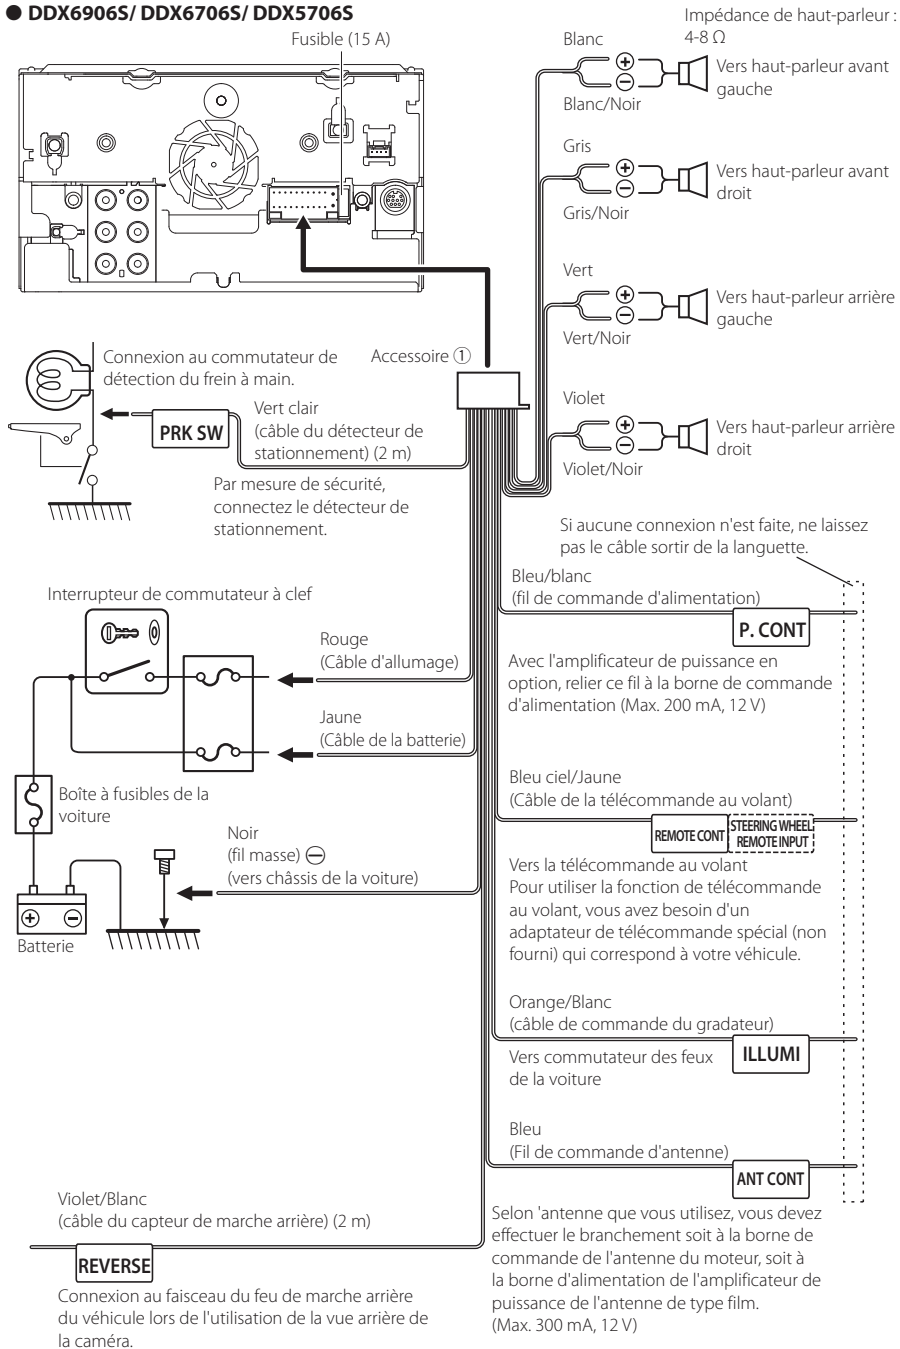 ● DDX6906S/ DDX6706S/ DDX5706S
Fusible (15 A)
Impédance de haut-parleur :
4-8 Ω
Blanc
Blanc/Noir
Vers haut-parleur avant
gauche
Gris
Gris/Noir
Vers haut-parleur avant
droit
Vert
Vert/Noir
Vers haut-parleur arrière
gauche
Violet
Violet/Noir
Vers haut-parleur arrière
droit
Accessoire ①
Connexion au commutateur de
détection du frein à main.
PRK SW
Vert clair
(câble du détecteur de
stationnement) (2 m)
Par mesure de sécurité,
connectez le détecteur de
stationnement.
Si aucune connexion n'est faite, ne laissez
pas le câble sortir de la languette.
Bleu/blanc
(fil de commande d'alimentation)
P. CONT
Avec l'amplificateur de puissance en
option, relier ce fil à la borne de commande
d'alimentation (Max. 200 mA, 12 V)
Interrupteur de commutateur à clef
Rouge
(Câble d'allumage)
Jaune
(Câble de la batterie)
Boîte à fusibles de la
voiture
Noir
(fil masse) ⊖
(vers châssis de la voiture)
Batterie
Bleu ciel/Jaune
(Câble de la télécommande au volant)
REMOTE CONT
STEERING WHEEL
REMOTE INPUT
Vers la télécommande au volant
Pour utiliser la fonction de télécommande
au volant, vous avez besoin d'un
adaptateur de télécommande spécial (non
fourni) qui correspond à votre véhicule.
Orange/Blanc
(câble de commande du gradateur)
ILLUMI
Vers commutateur des feux
de la voiture
Bleu
(Fil de commande d'antenne)
ANT CONT
Selon 'antenne que vous utilisez, vous devez
effectuer le branchement soit à la borne de
commande de l'antenne du moteur, soit à
la borne d'alimentation de l'amplificateur de
puissance de l'antenne de type film.
(Max. 300 mA, 12 V)
Violet/Blanc
(câble du capteur de marche arrière) (2 m)
REVERSE
Connexion au faisceau du feu de marche arrière
du véhicule lors de l'utilisation de la vue arrière de
la caméra.